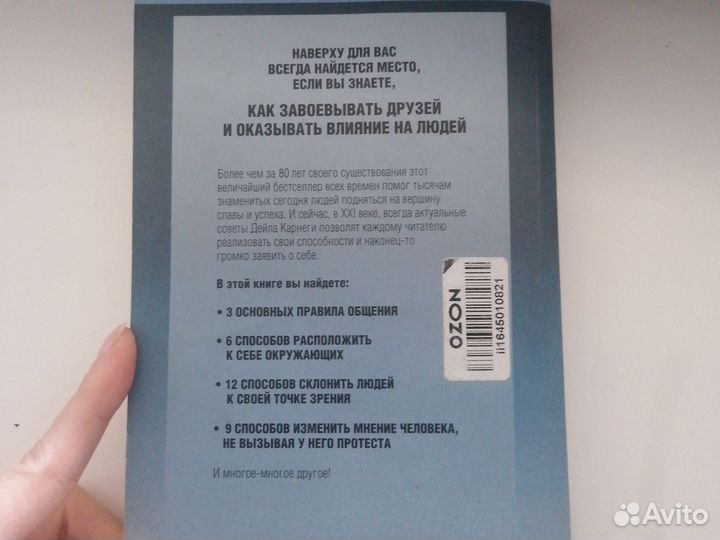 НАВЕРХУ ДЛЯ ВАС
ВСЕГДА НАЙДЕТСЯ МЕСТО,
ЕСЛИ ВЫ ЗНАЕТЕ,
КАК ЗАВОЕВЫВАТЬ ДРУЗЕЙ
И ОКАЗЫВАТЬ ВЛИЯНИЕ НА ЛЮДЕЙ
Более чем за 80 лет своего существования этот
величайший бестселлер всех времен помог тысячам
знаменитых сегодня людей подняться на вершину
славы и успеха. И сейчас, в XXI веке, всегда актуальные
советы Дейла Карнеги позволят каждому читателю
реализовать свои способности и наконец-то
громко заявить о себе.
В этой книге вы найдете:
• 3 ОСНОВНЫХ ПРАВИЛА ОБЩЕНИЯ
• 6 СПОСОБОВ РАСПОЛОЖИТЬ
К СЕБЕ ОКРУЖАЮЩИХ
• 12 СПОСОБОВ СКЛОНИТЬ ЛЮДЕЙ
К СВОЕЙ ТОЧКЕ ЗРЕНИЯ
• 9 СПОСОБОВ ИЗМЕНИТЬ МНЕНИЕ ЧЕЛОВЕКА,
НЕ ВЫЗЫВАЯ У НЕГО ПРОТЕСТА
И многое-многое другое!
OZON
ii1645010821
Avito